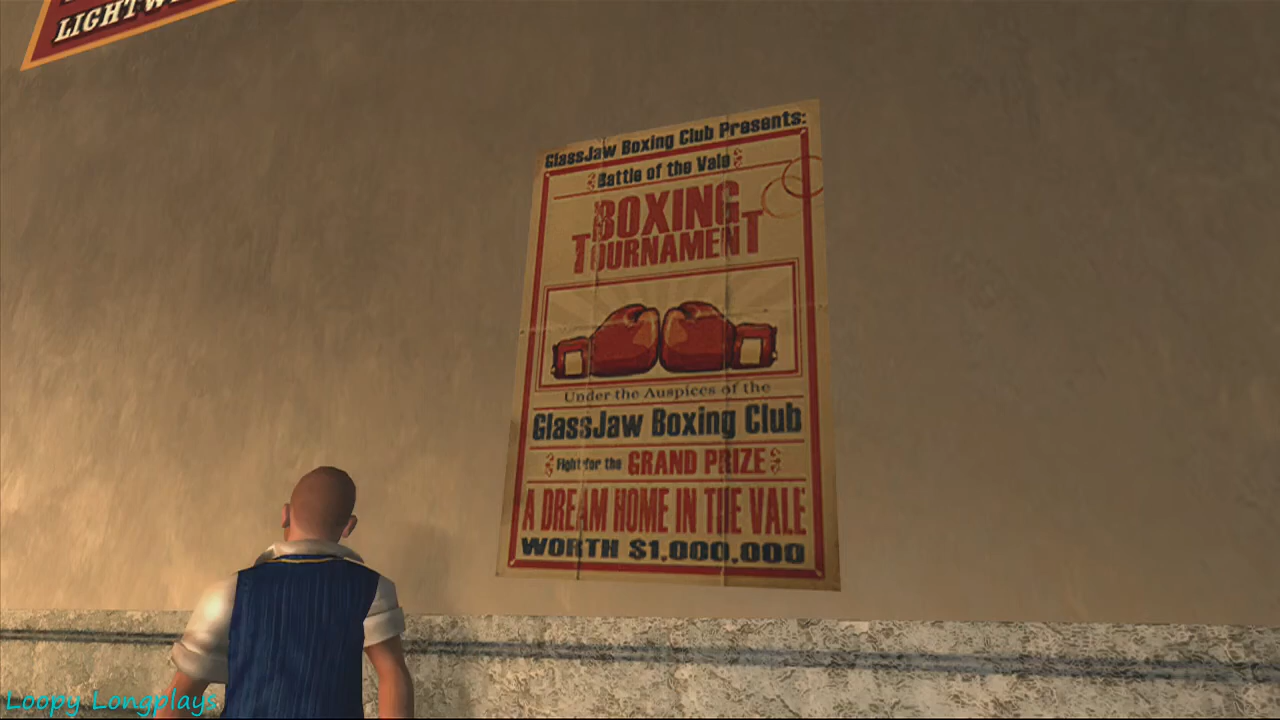 LIGHTW
GlassJaw Boxing Club Presents:
Battle of the Vale
BOXING
TOURNAMENT
Under the Auspices of the
GlassJaw Boxing Club
Fight for the GRAND PRIZE
A DREAM HOME IN THE VALE
WORTH $1,000,000
Loopy Longplays